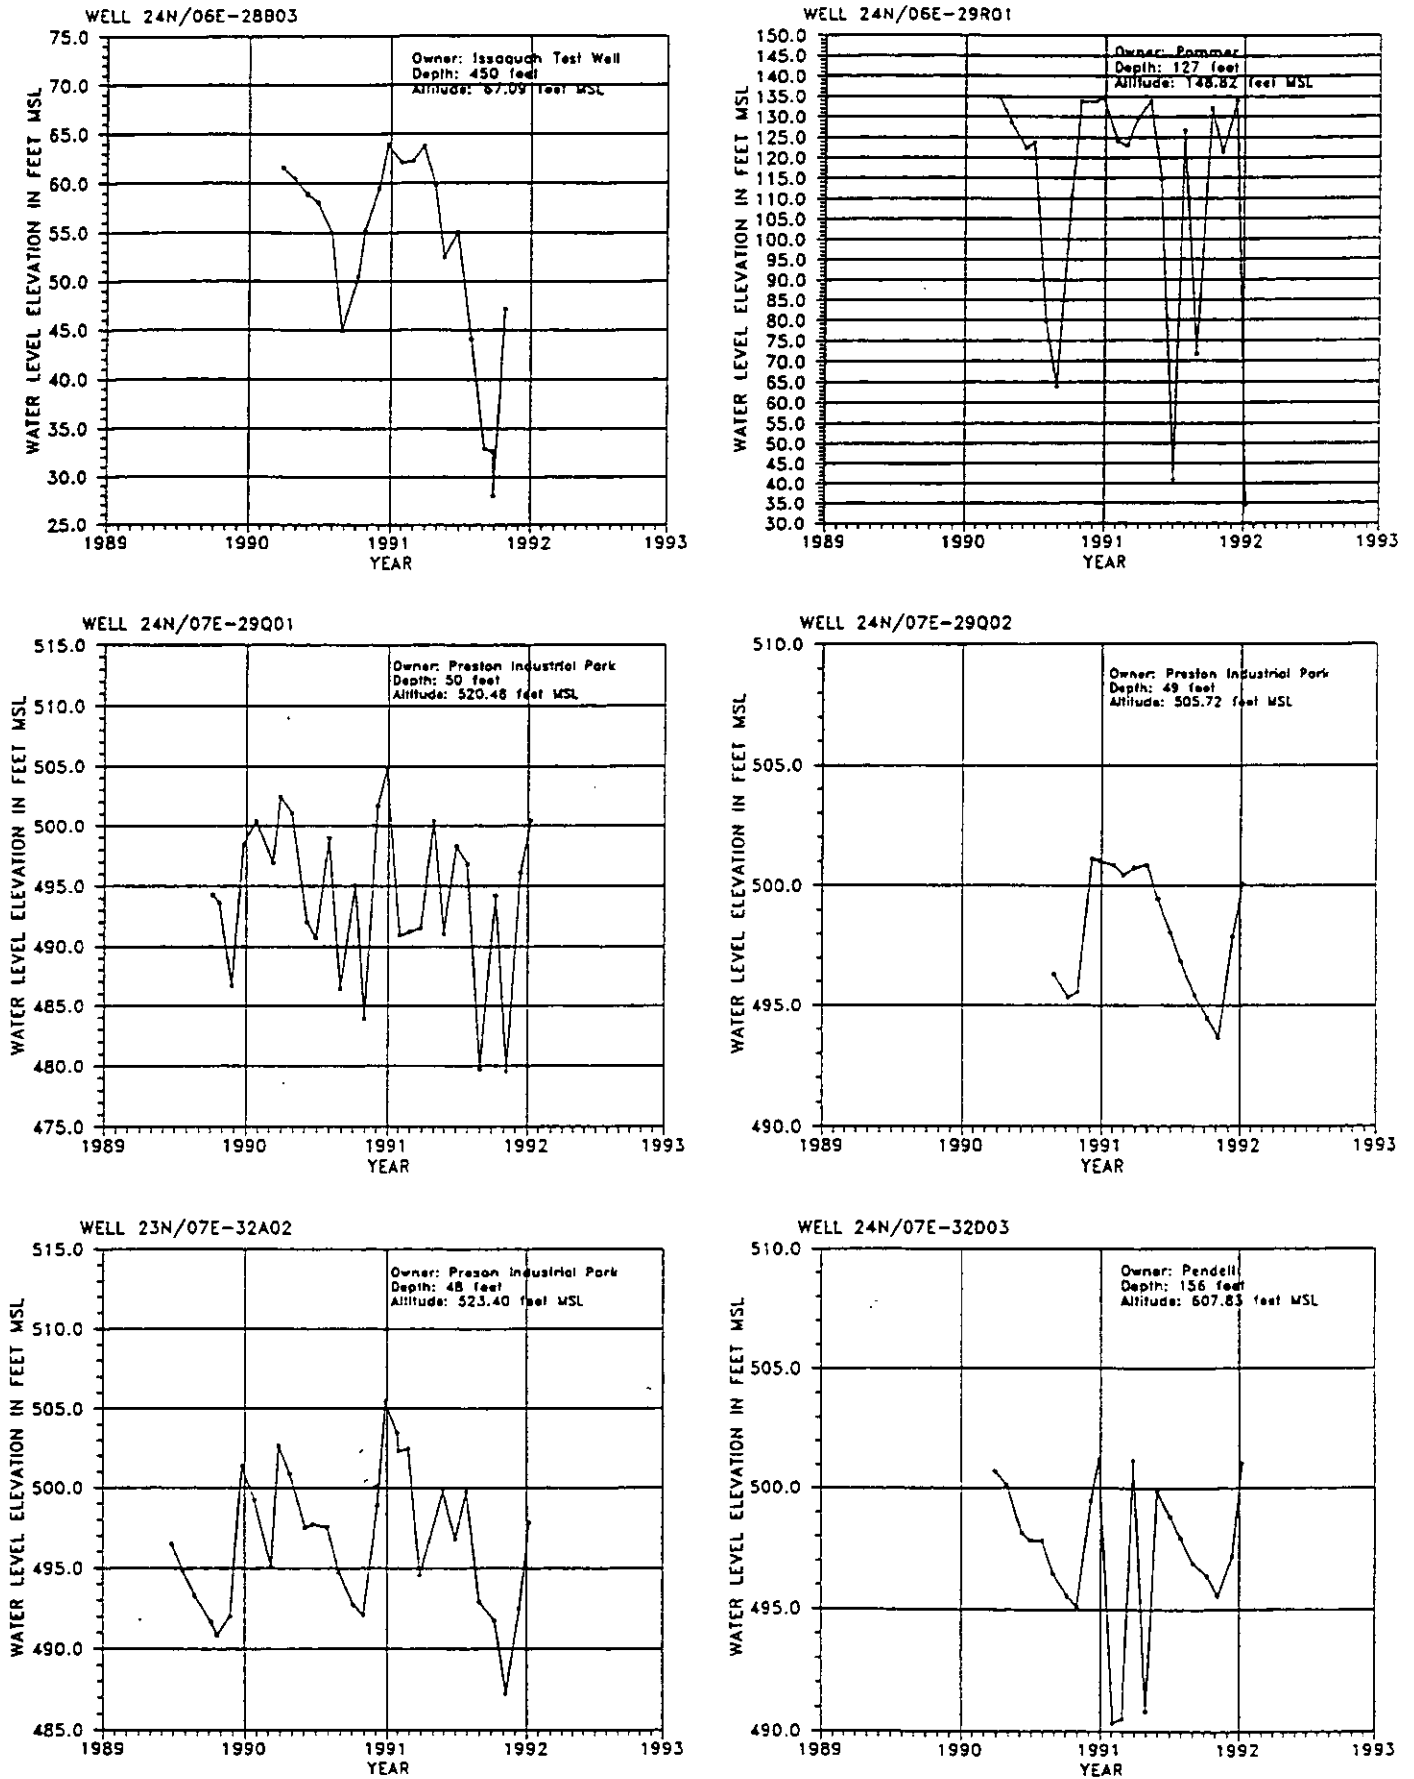 WELL 24N/06E-28B03
Owner: Issaquah Test Well
Depth: 450 feet
Altitude: 67.09 feet MSL
WATER LEVEL ELEVATION IN FEET MSL
75.0
70.0
65.0
60.0
55.0
50.0
45.0
40.0
35.0
30.0
25.0
1989 1990 1991 1992 1993
YEAR
WELL 24N/06E-29R01
Owner: Pommer
Depth: 127 feet
Altitude: 148.82 feet MSL
WATER LEVEL ELEVATION IN FEET MSL
150.0
145.0
140.0
135.0
130.0
125.0
120.0
115.0
110.0
105.0
100.0
95.0
90.0
85.0
80.0
75.0
70.0
65.0
60.0
55.0
50.0
45.0
40.0
35.0
30.0
1989 1990 1991 1992 1993
YEAR
WELL 24N/07E-29Q01
Owner: Preston Industrial Park
Depth: 50 feet
Altitude: 520.48 feet MSL
WATER LEVEL ELEVATION IN FEET MSL
515.0
510.0
505.0
500.0
495.0
490.0
485.0
480.0
475.0
1989 1990 1991 1992 1993
YEAR
WELL 24N/07E-29Q02
Owner: Preston Industrial Park
Depth: 49 feet
Altitude: 505.72 feet MSL
WATER LEVEL ELEVATION IN FEET MSL
510.0
505.0
500.0
495.0
490.0
1989 1990 1991 1992 1993
YEAR
WELL 23N/07E-32A02
Owner: Preson Industrial Park
Depth: 48 feet
Altitude: 523.40 feet MSL
WATER LEVEL ELEVATION IN FEET MSL
515.0
510.0
505.0
500.0
495.0
490.0
485.0
1989 1990 1991 1992 1993
YEAR
WELL 24N/07E-32D03
Owner: Pendell
Depth: 156 feet
Altitude: 607.83 feet MSL
WATER LEVEL ELEVATION IN FEET MSL
510.0
505.0
500.0
495.0
490.0
1989 1990 1991 1992 1993
YEAR